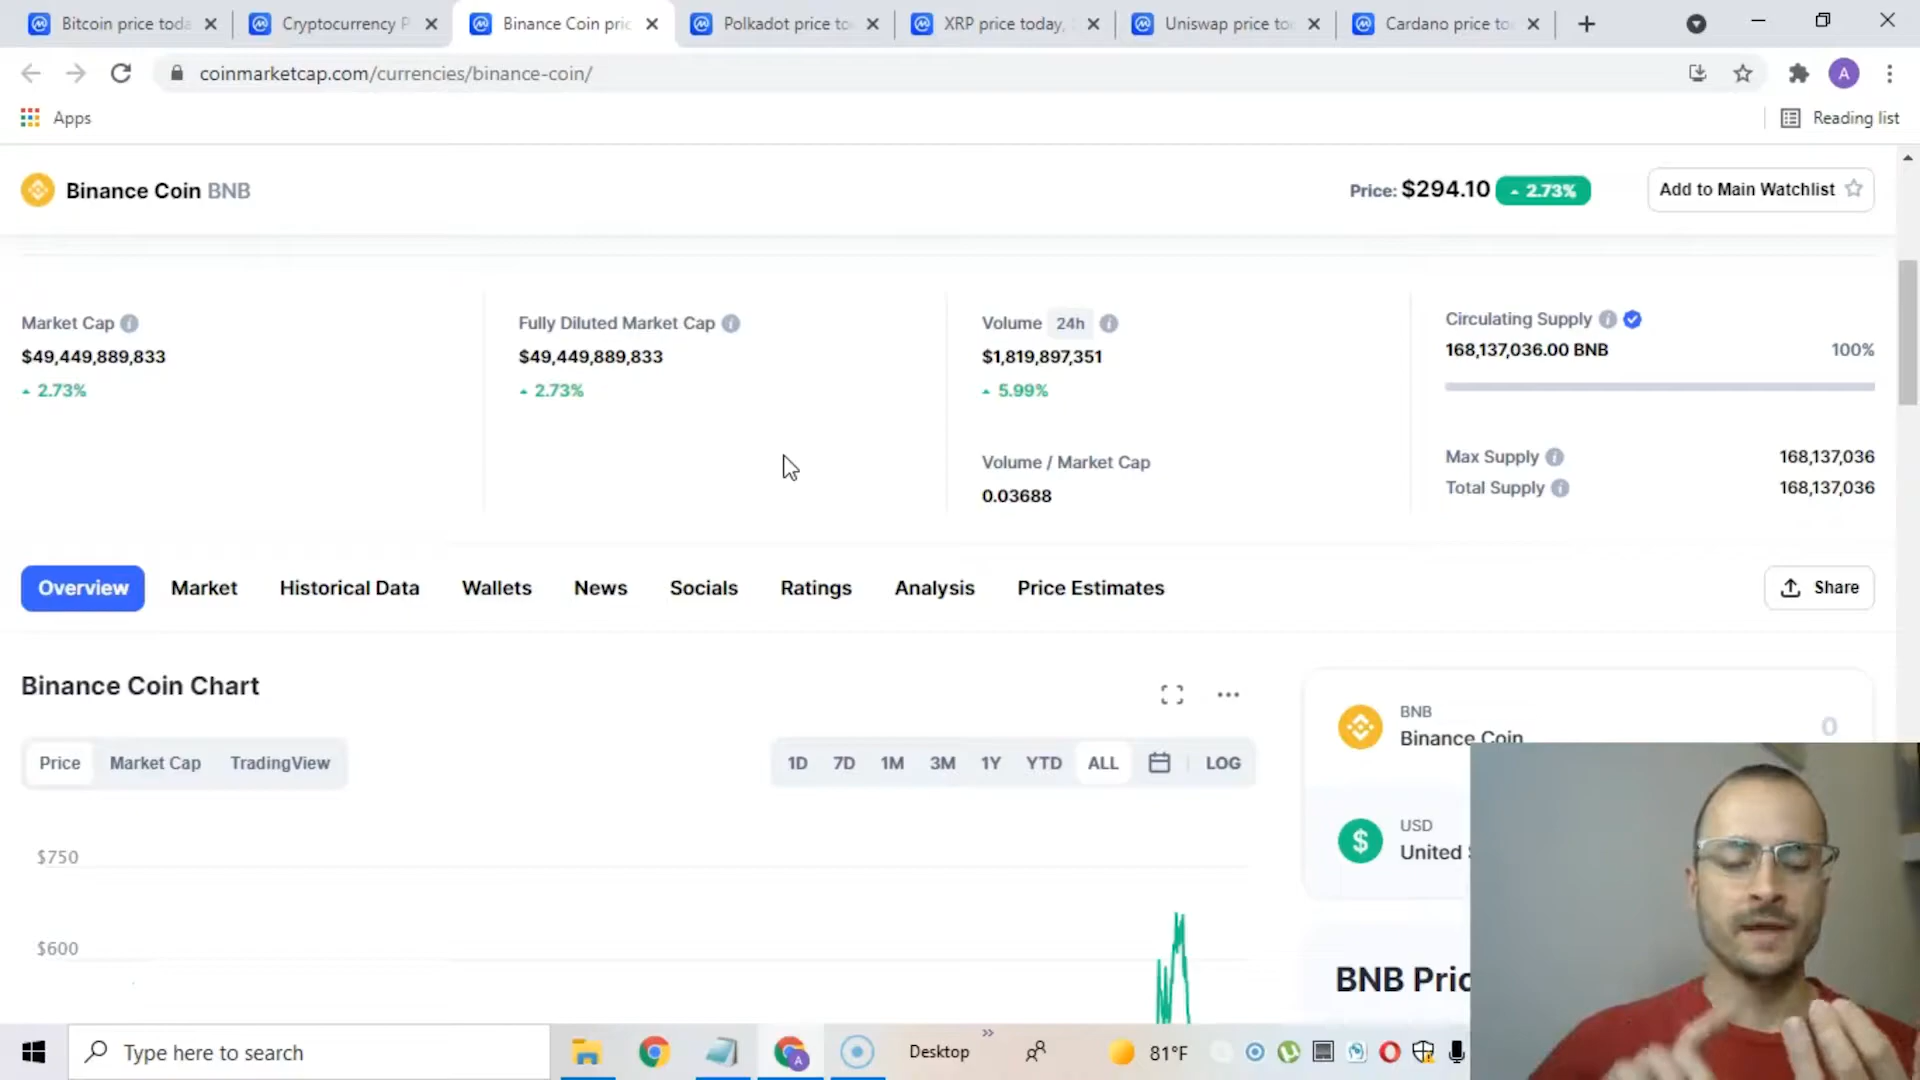 Bitcoin price toda
Cryptocurrency P
Binance Coin pric
Polkadot price to
XRP price today,
Uniswap price to
Cardano price to
coinmarketcap.com/currencies/binance-coin/
A
Apps
Reading list
Binance Coin BNB
Price: $294.10
2.73%
Add to Main Watchlist
Market Cap
$49,449,889,833
2.73%
Fully Diluted Market Cap
$49,449,889,833
2.73%
Volume 24h
$1,819,897,351
5.99%
Volume / Market Cap
0.03688
Circulating Supply
168,137,036.00 BNB
100%
Max Supply
168,137,036
Total Supply
168,137,036
Overview
Market
Historical Data
Wallets
News
Socials
Ratings
Analysis
Price Estimates
Share
Binance Coin Chart
Price
Market Cap
TradingView
1D
7D
1M
3M
1Y
YTD
ALL
LOG
$750
$600
BNB
Binance Coin
0
USD
United
BNB Pric
Type here to search
A
Desktop
81°F